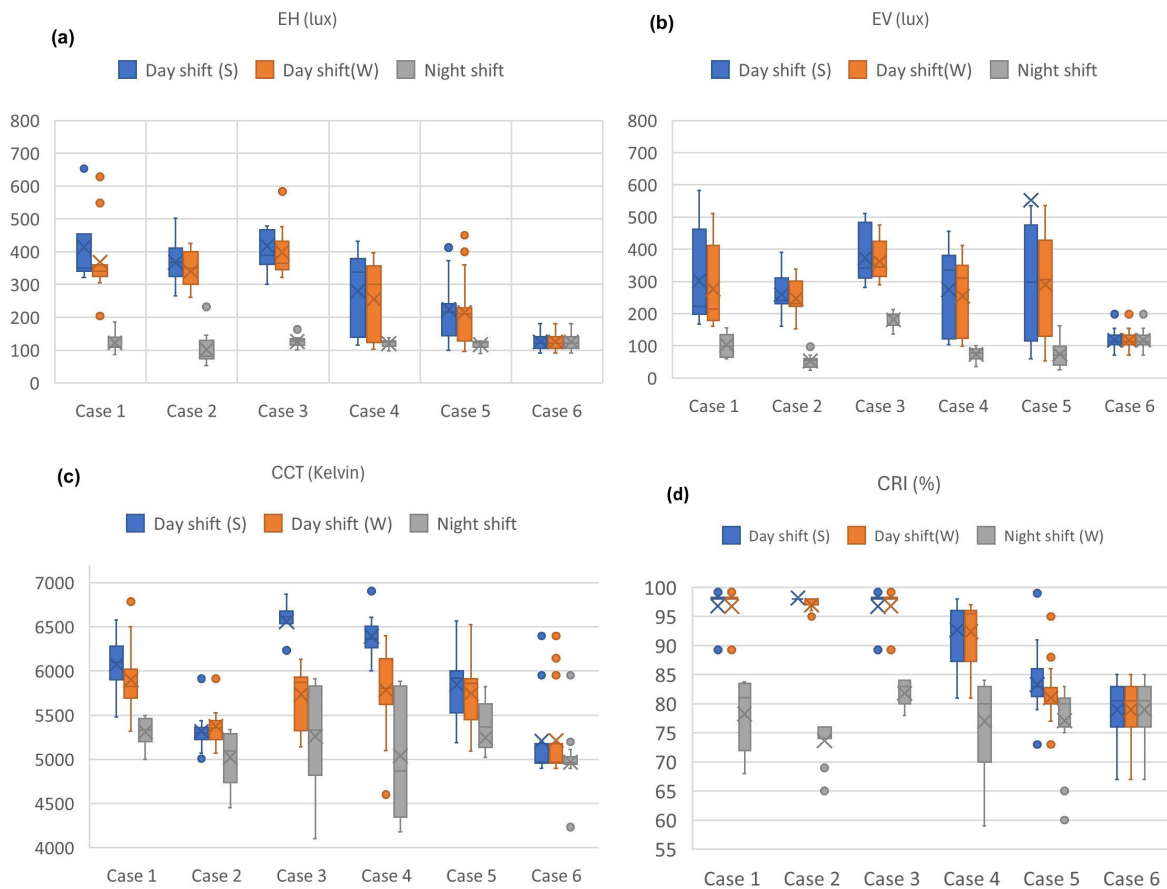 EH (lux)
(a)
Day shift (S) Day shift(W) Night shift
800
700
600
500
400
300
200
100
0
Case 1 Case 2 Case 3 Case 4 Case 5 Case 6
EV (lux)
(b)
Day shift (S) Day shift(W) Night shift
800
700
600
500
400
300
200
100
0
Case 1 Case 2 Case 3 Case 4 Case 5 Case 6
CCT (Kelvin)
(c)
Day shift (S) Day shift (W) Night shift
7000
6500
6000
5500
5000
4500
4000
Case 1 Case 2 Case 3 Case 4 Case 5 Case 6
CRI (%)
(d)
Day shift (S) Day shift(W) Night shift (W)
100
95
90
85
80
75
70
65
60
55
Case 1 Case 2 Case 3 Case 4 Case 5 Case 6